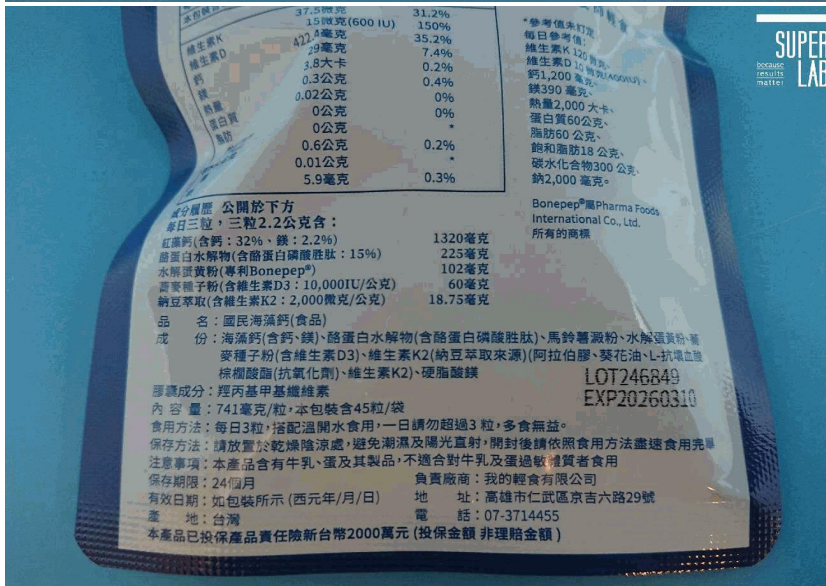 本包裝含
37.5微克 31.2%
維生素K 15微克(600 IU) 150%
維生素D 422.4毫克 35.2%
鈣 29毫克 7.4%
鎂 3.8大卡 0.2%
熱量 0.3公克 0.4%
蛋白質 0.02公克 0%
脂肪 0公克 0%
0公克 *
0.6公克 0.2%
0.01公克 *
5.9毫克 0.3%
*參考值未訂定
每日參考值:
維生素K 120微克、
維生素D 10微克(400IU)、
鈣1,200 毫克、
鎂390 毫克、
熱量2,000 大卡、
蛋白質60公克、
脂肪60 公克、
飽和脂肪18 公克、
碳水化合物300 公克、
鈉2,000 毫克。
Bonepep®屬Pharma Foods
International Co., Ltd.
所有的商標
SUPER
LAB
because
results
matter
成分履歷 公開於下方
每日三粒,三粒2.2公克含:
紅藻鈣(含鈣:32%、鎂:2.2%) 1320毫克
酪蛋白水解物(含酪蛋白磷酸胜肽:15%) 225毫克
水解蛋黃粉(專利Bonepep®) 102毫克
蕎麥種子粉(含維生素D3:10,000IU/公克) 60毫克
納豆萃取(含維生素K2:2,000微克/公克) 18.75毫克
品 名:國民海藻鈣(食品)
成 份:海藻鈣(含鈣、鎂)、酪蛋白水解物(含酪蛋白磷酸胜肽)、馬鈴薯澱粉、水解蛋黃粉、蕎
麥種子粉(含維生素D3)、維生素K2(納豆萃取來源)(阿拉伯膠、葵花油、L-抗壞血酸
棕櫚酸酯(抗氧化劑)、維生素K2)、硬脂酸鎂
LOT246849
EXP20260310
膠囊成分:羥丙基甲基纖維素
內 容 量:741毫克/粒,本包裝含45粒/袋
食用方法:每日3粒,搭配溫開水食用,一日請勿超過3 粒,多食無益。
保存方法:請放置於乾燥陰涼處,避免潮濕及陽光直射,開封後請依照食用方法盡速食用完畢
注意事項:本產品含有牛乳、蛋及其製品,不適合對牛乳及蛋過敏體質者食用
保存期限:24個月 負責廠商:我的輕食有限公司
有效日期:如包裝所示 (西元年/月/日) 地 址:高雄市仁武區京吉六路29號
產 地:台灣 電 話:07-3714455
本產品已投保產品責任險新台幣2000萬元 (投保金額 非理賠金額)